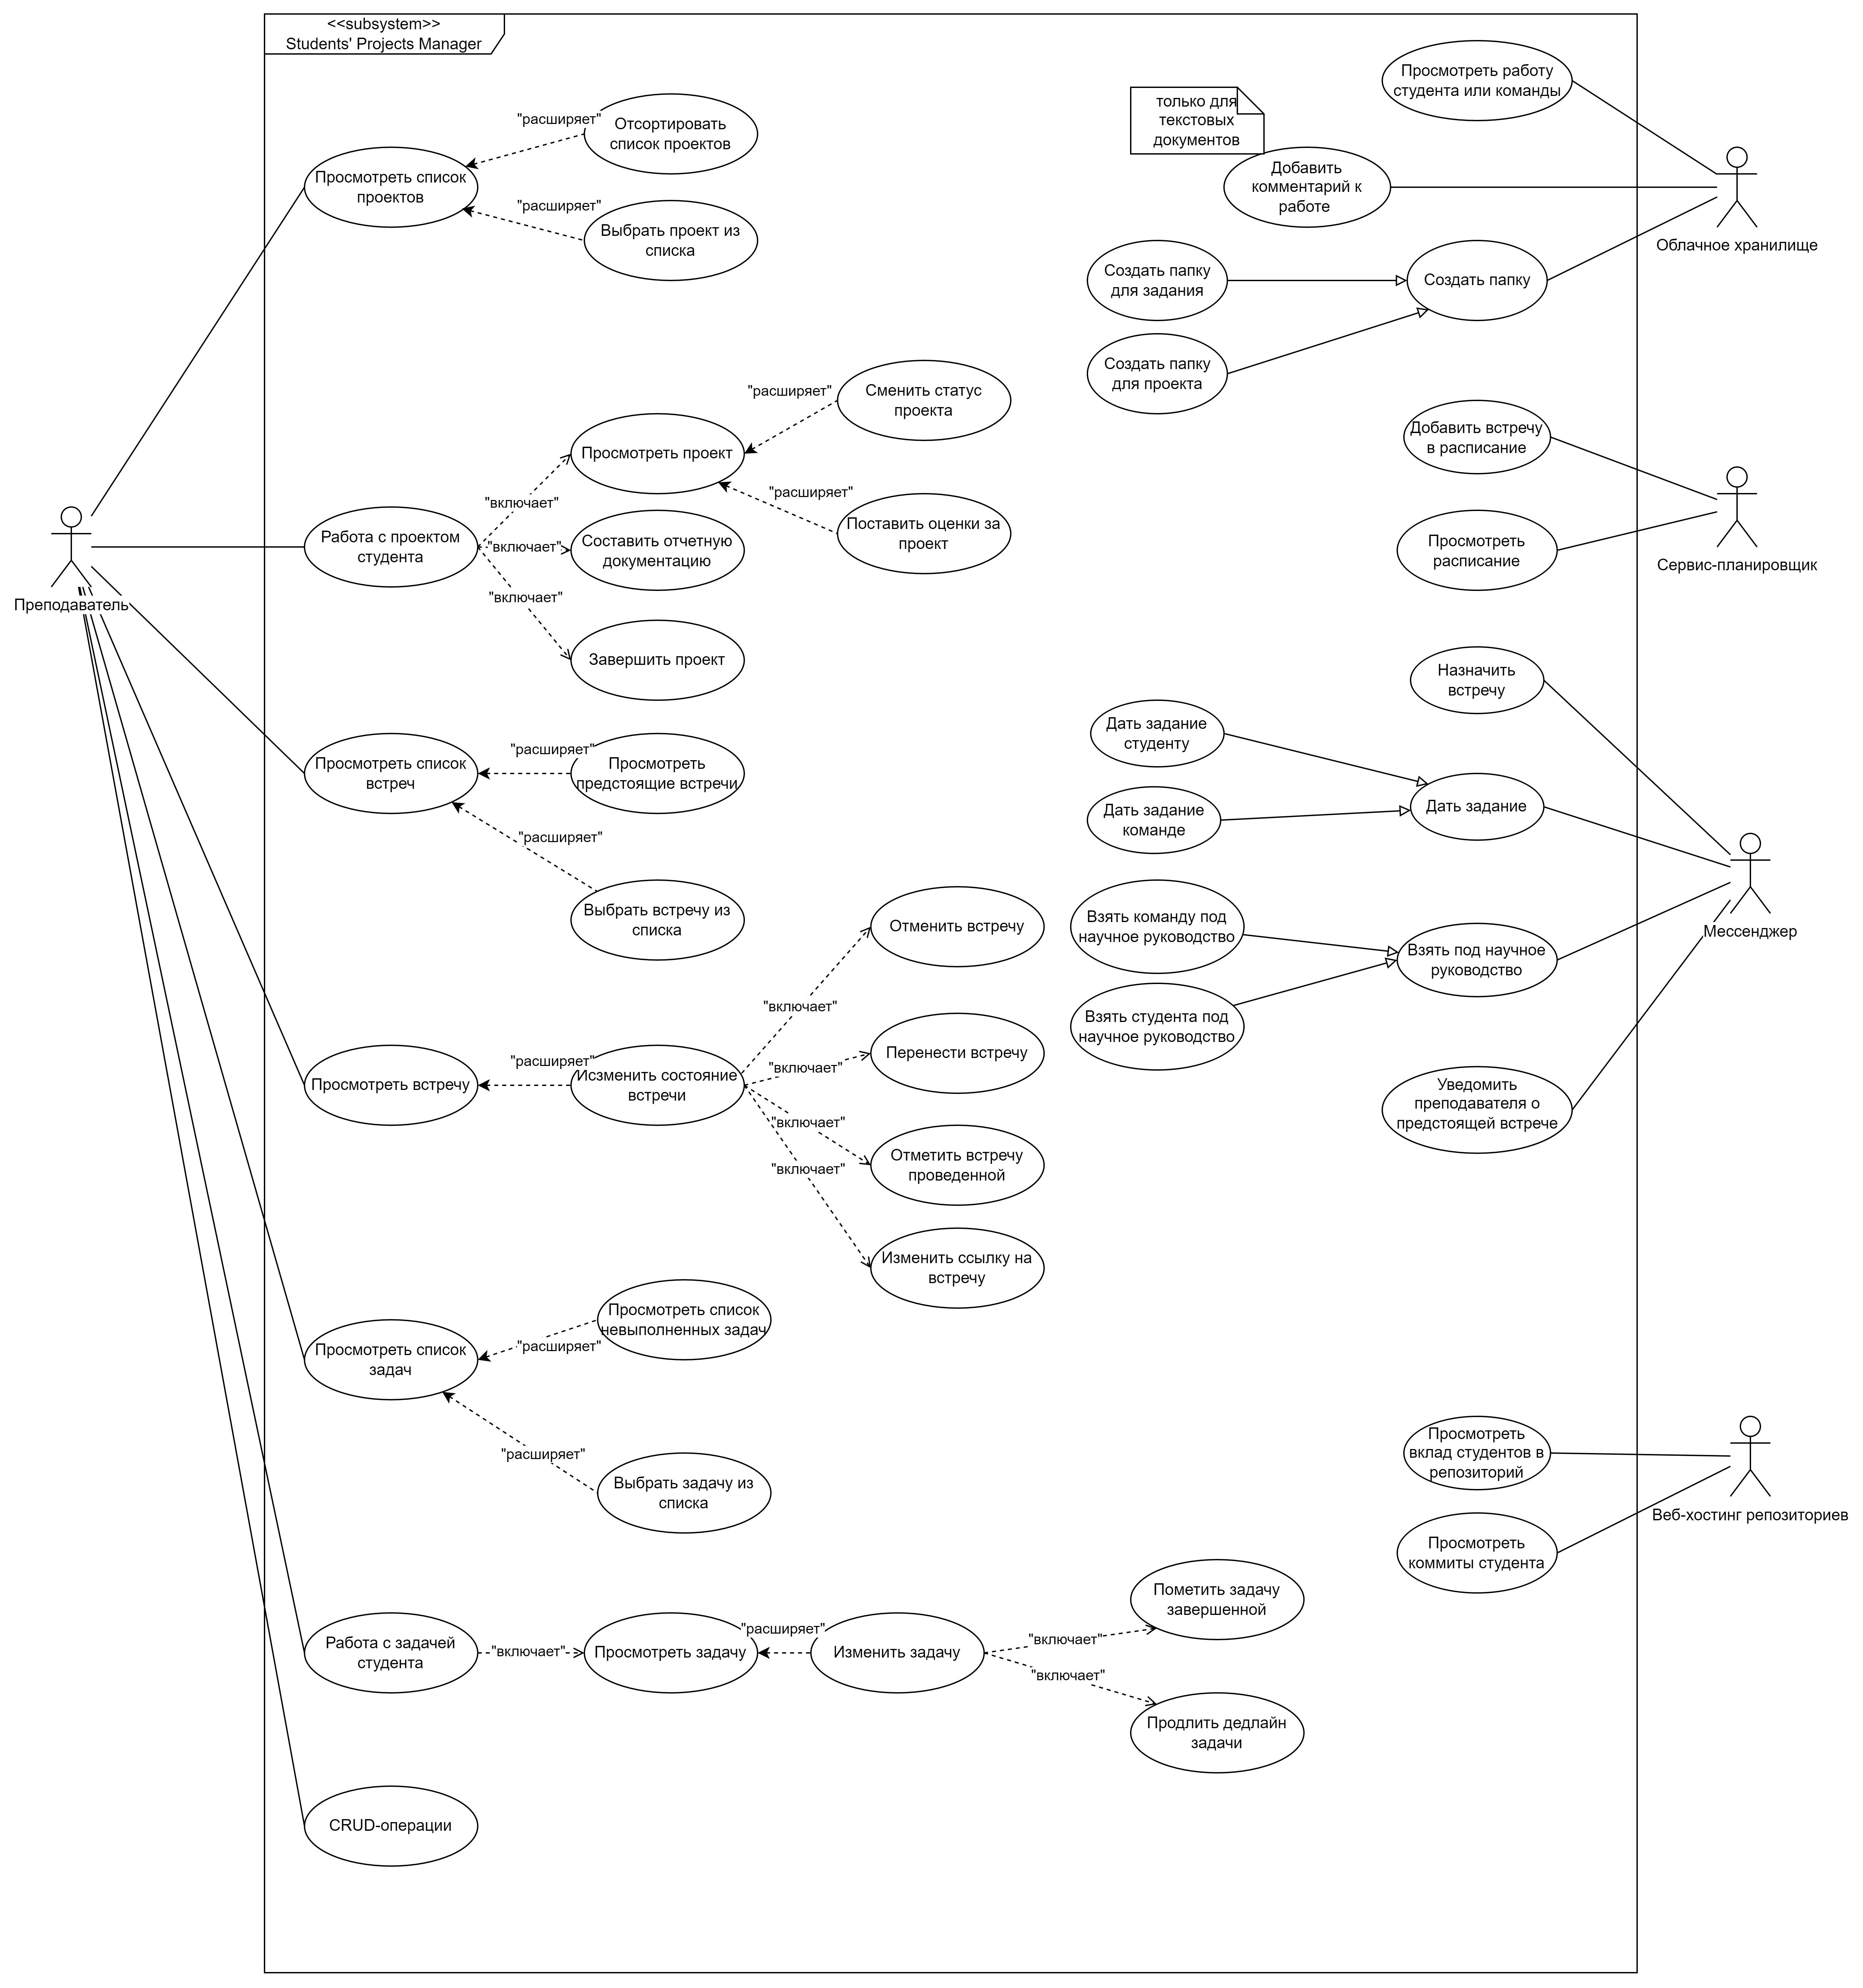 <<subsystem>>
Students' Projects Manager
Просмотреть работу
студента или команды
только для
текстовых
документов
"расширяет"
Отсортировать
список проектов
Просмотреть список
проектов
"расширяет"
Выбрать проект из
списка
Добавить
комментарий к
работе
Облачное хранилище
Создать папку
для задания
Создать папку
Создать папку
для проекта
"расширяет"
Сменить статус
проекта
Добавить встречу
в расписание
Просмотреть проект
"включает"
"расширяет"
Поставить оценки за
проект
Работа с проектом
студента
"включает"
Составить отчетную
документацию
Просмотреть
расписание
Сервис-планировщик
Преподаватель
"включает"
Завершить проект
Назначить
встречу
Дать задание
студенту
Просмотреть список
встреч
"расширяет"
Просмотреть
предстоящие встречи
Дать задание
команде
Дать задание
"расширяет"
Выбрать встречу из
списка
Отменить встречу
Взять команду под
научное руководство
Мессенджер
Взять под научное
руководство
"включает"
Взять студента под
научное руководство
Перенести встречу
"включает"
Просмотреть встречу
"расширяет"
Исзменить состояние
встречи
Уведомить
преподавателя о
предстоящей встрече
"включает"
Отметить встречу
проведенной
"включает"
Изменить ссылку на
встречу
Просмотреть список
невыполненных задач
"расширяет"
Просмотреть список
задач
"расширяет"
Выбрать задачу из
списка
Просмотреть
вклад студентов в
репозиторий
Веб-хостинг репозиториев
Просмотреть
коммиты студента
Пометить задачу
завершенной
Работа с задачей
студента
"включает"
Просмотреть задачу
"расширяет"
Изменить задачу
"включает"
"включает"
Продлить дедлайн
задачи
CRUD-операции